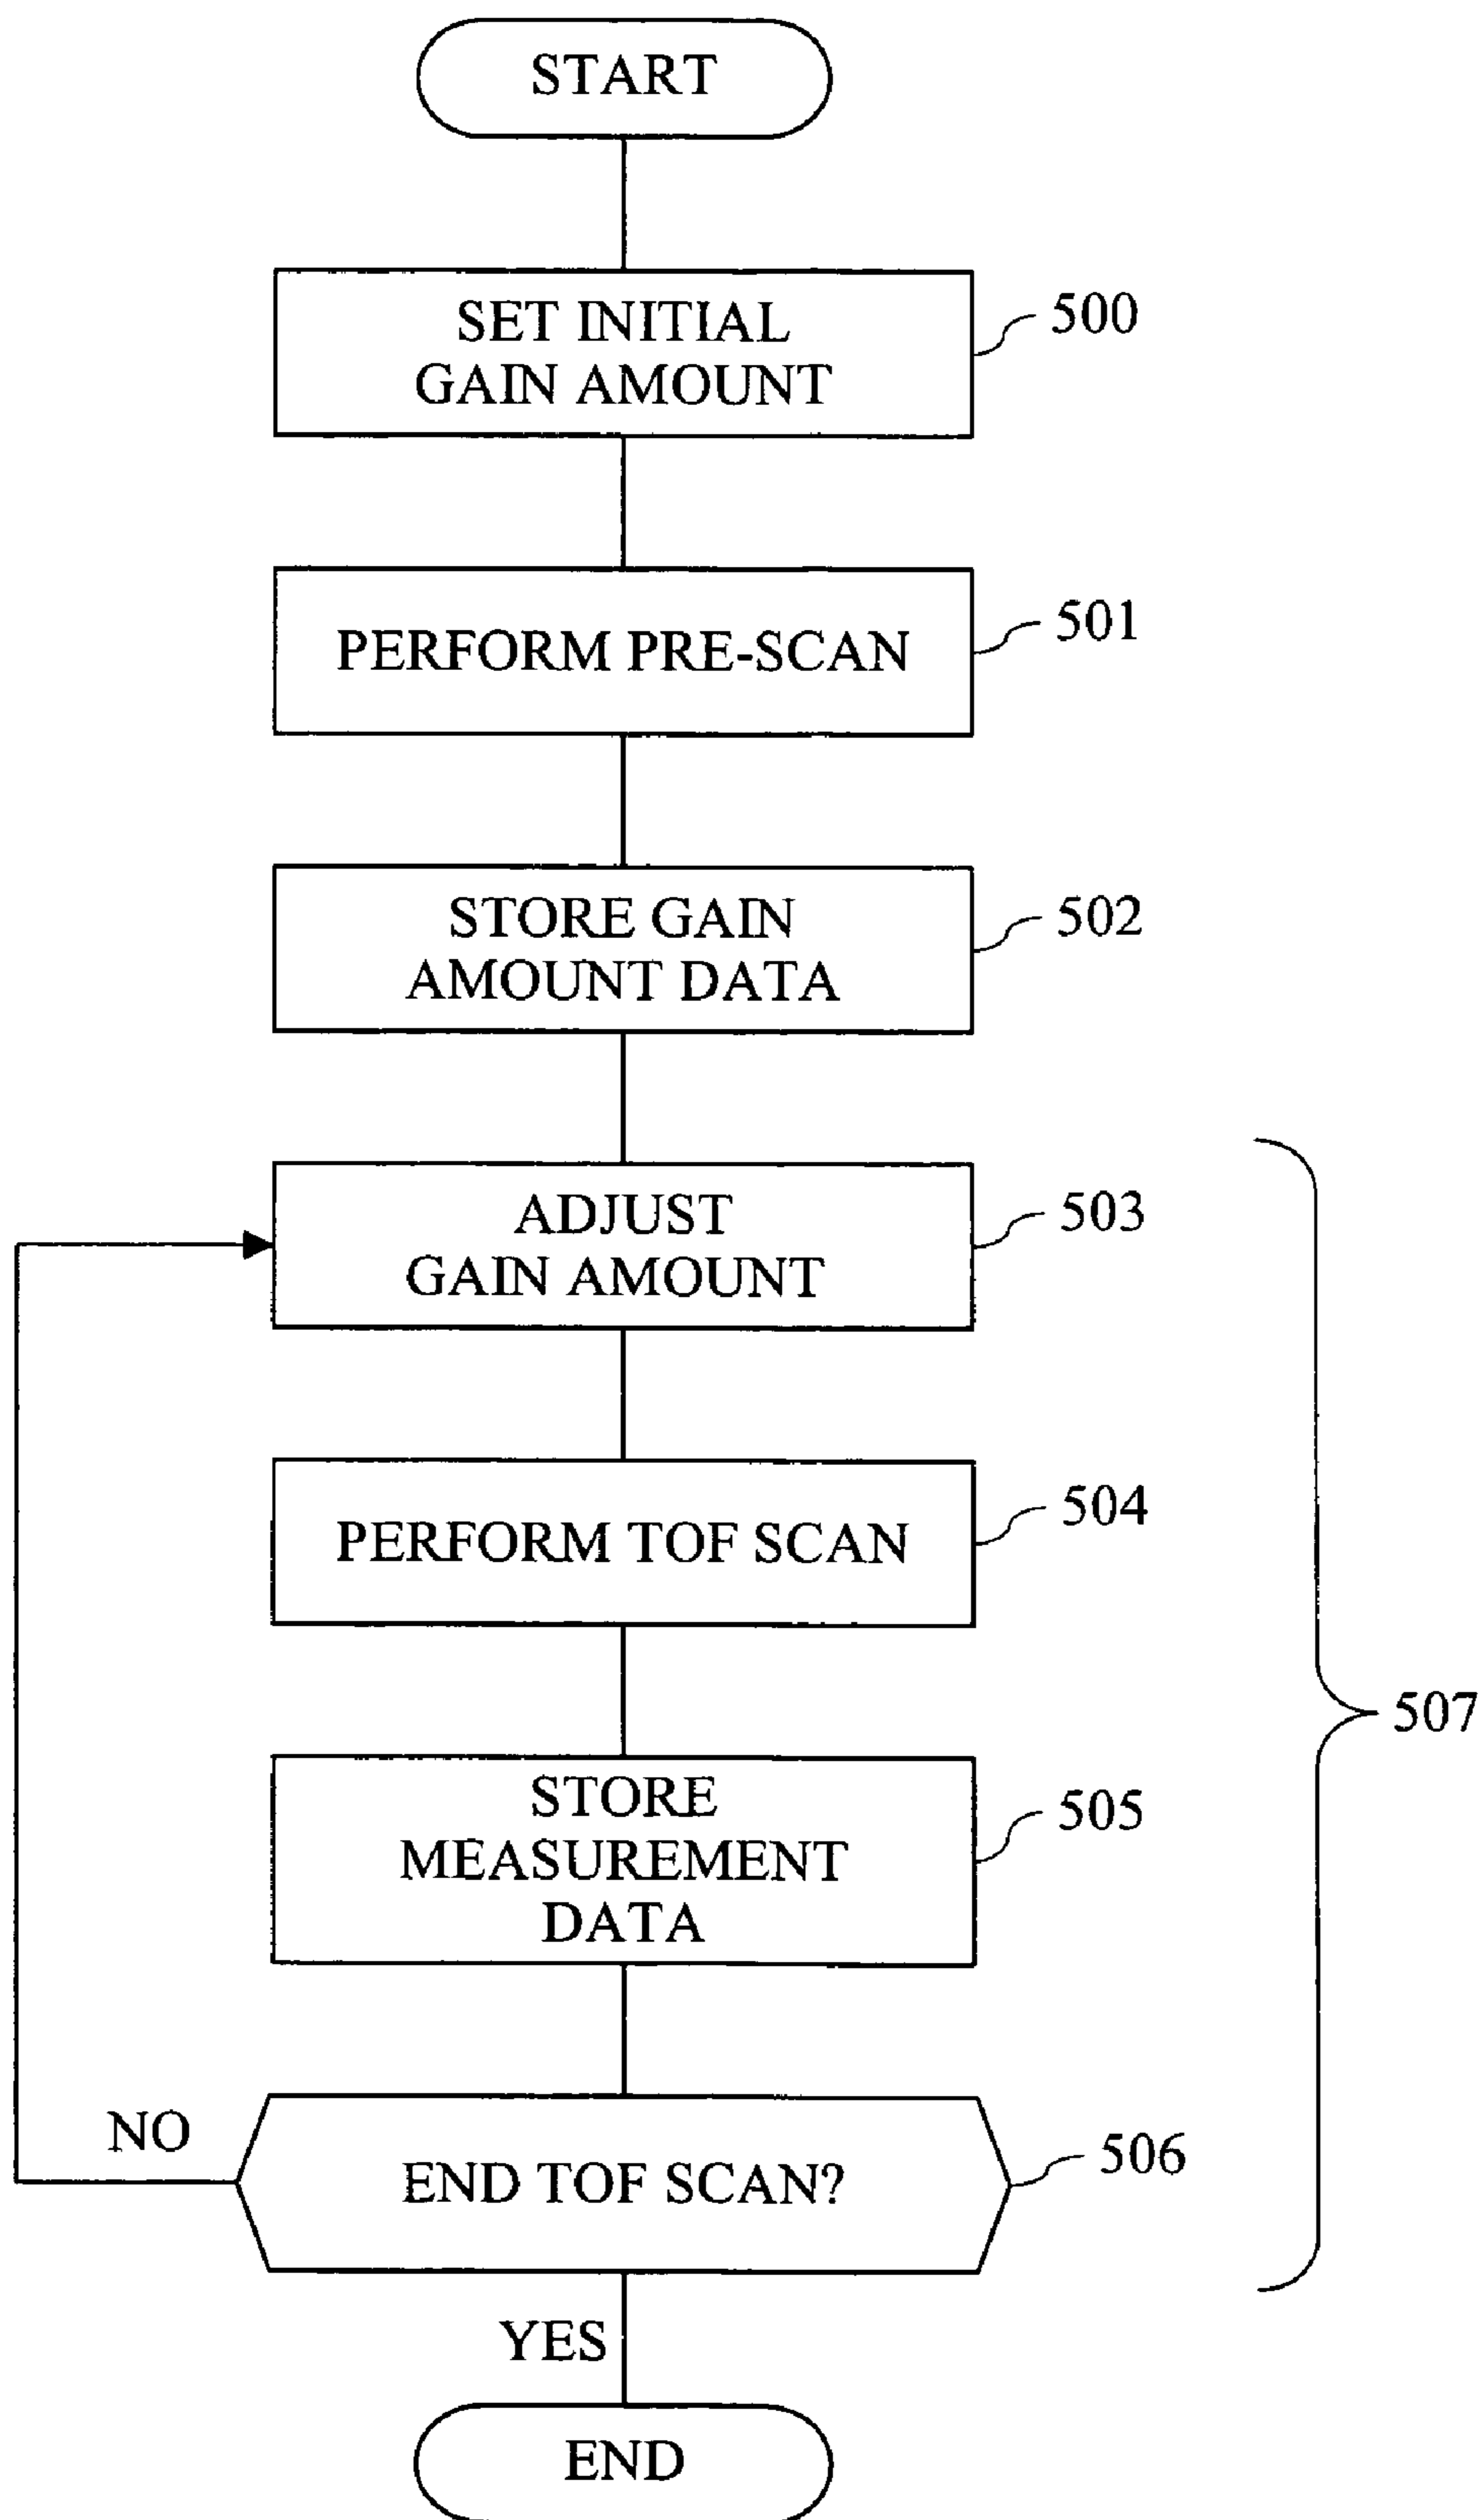 START
SET INITIAL
GAIN AMOUNT
500
PERFORM PRE-SCAN
501
STORE GAIN
AMOUNT DATA
502
ADJUST
GAIN AMOUNT
503
PERFORM TOF SCAN
504
507
STORE
MEASUREMENT
DATA
505
NO
END TOF SCAN?
506
YES
END